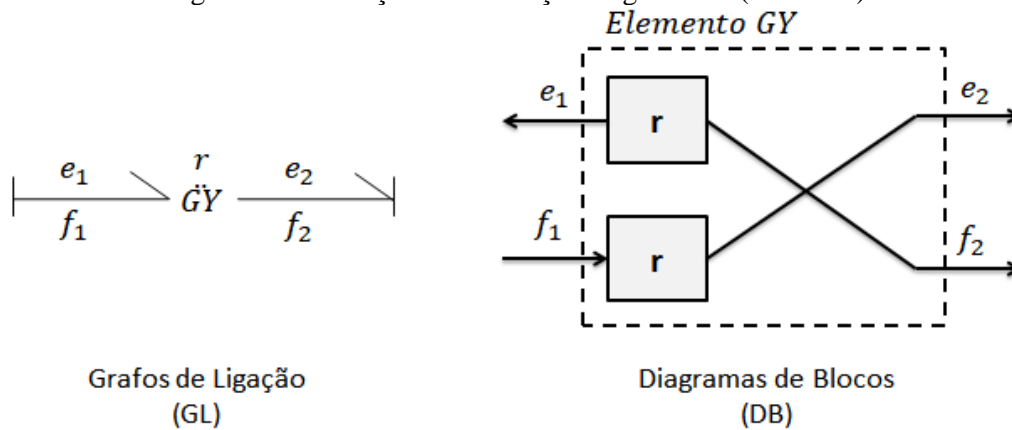 Elemento GY
e₁
r
e₂
f₁
GY
f₂
e₁
r
e₂
f₁
r
f₂
Grafos de Ligação
(GL)
Diagramas de Blocos
(DB)